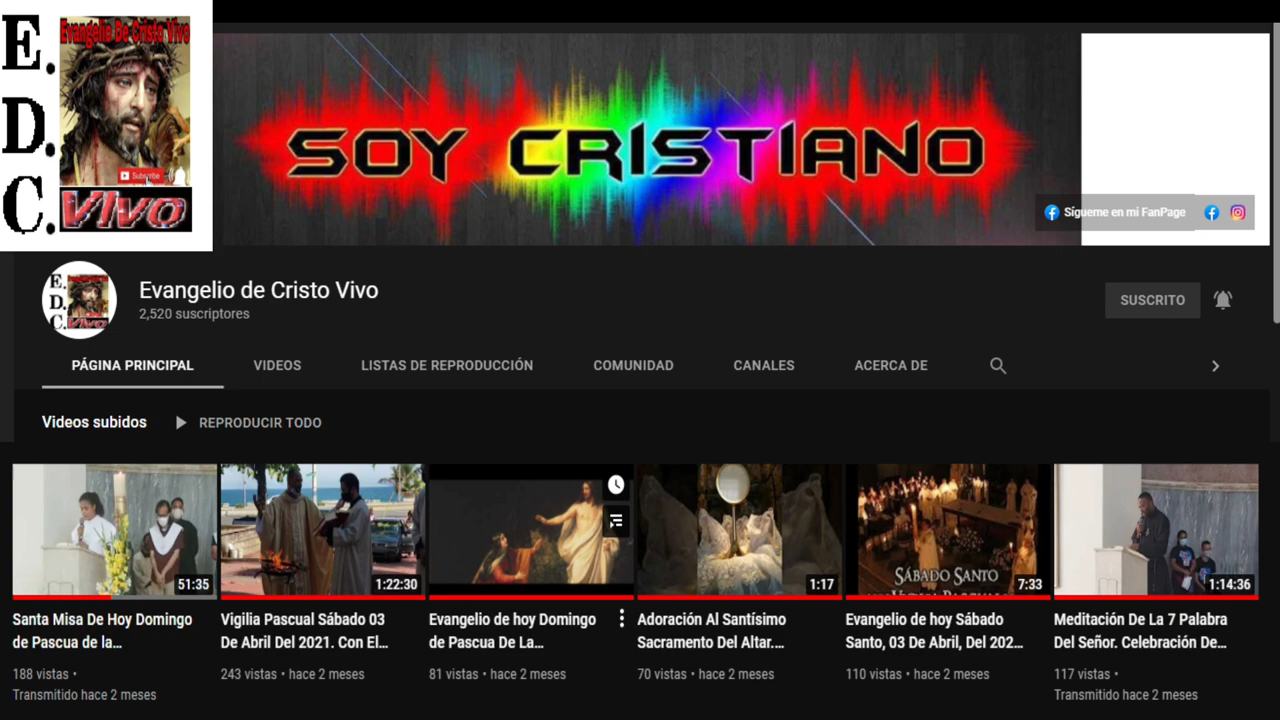 E.
D.
C.
Evangelio De Cristo Vivo
Subscribe
Vivo
SOY CRISTIANO
Sígueme en mi FanPage
E.
D.
C.
Vivo
Evangelio de Cristo Vivo
2,520 suscriptores
SUSCRITO
PÁGINA PRINCIPAL
VIDEOS
LISTAS DE REPRODUCCIÓN
COMUNIDAD
CANALES
ACERCA DE
Videos subidos
REPRODUCIR TODO
51:35
Santa Misa De Hoy Domingo
de Pascua de la...
188 vistas •
Transmitido hace 2 meses
1:22:30
Vigilia Pascual Sábado 03
De Abril Del 2021. Con El...
243 vistas • hace 2 meses
Evangelio de hoy Domingo
de Pascua De La...
81 vistas • hace 2 meses
1:17
Adoración Al Santísimo
Sacramento Del Altar....
70 vistas • hace 2 meses
SÁBADO SANTO
7:33
Evangelio de hoy Sábado
Santo, 03 De Abril, Del 202...
110 vistas • hace 2 meses
1:14:36
Meditación De La 7 Palabra
Del Señor. Celebración De...
117 vistas •
Transmitido hace 2 meses